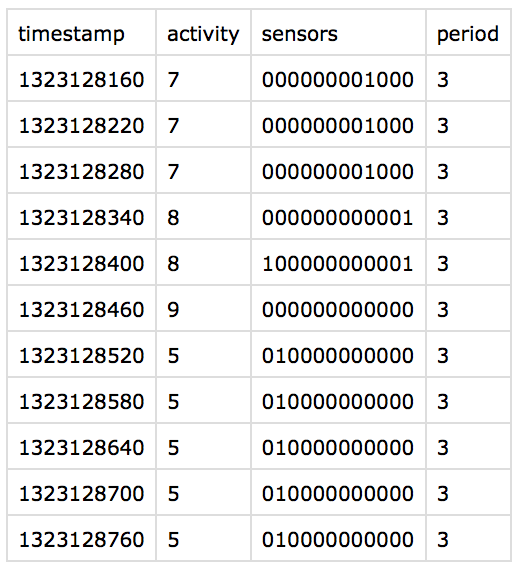 timestamp activity sensors period
1323128160 7 000000001000 3
1323128220 7 000000001000 3
1323128280 7 000000001000 3
1323128340 8 000000000001 3
1323128400 8 100000000001 3
1323128460 9 000000000000 3
1323128520 5 010000000000 3
1323128580 5 010000000000 3
1323128640 5 010000000000 3
1323128700 5 010000000000 3
1323128760 5 010000000000 3